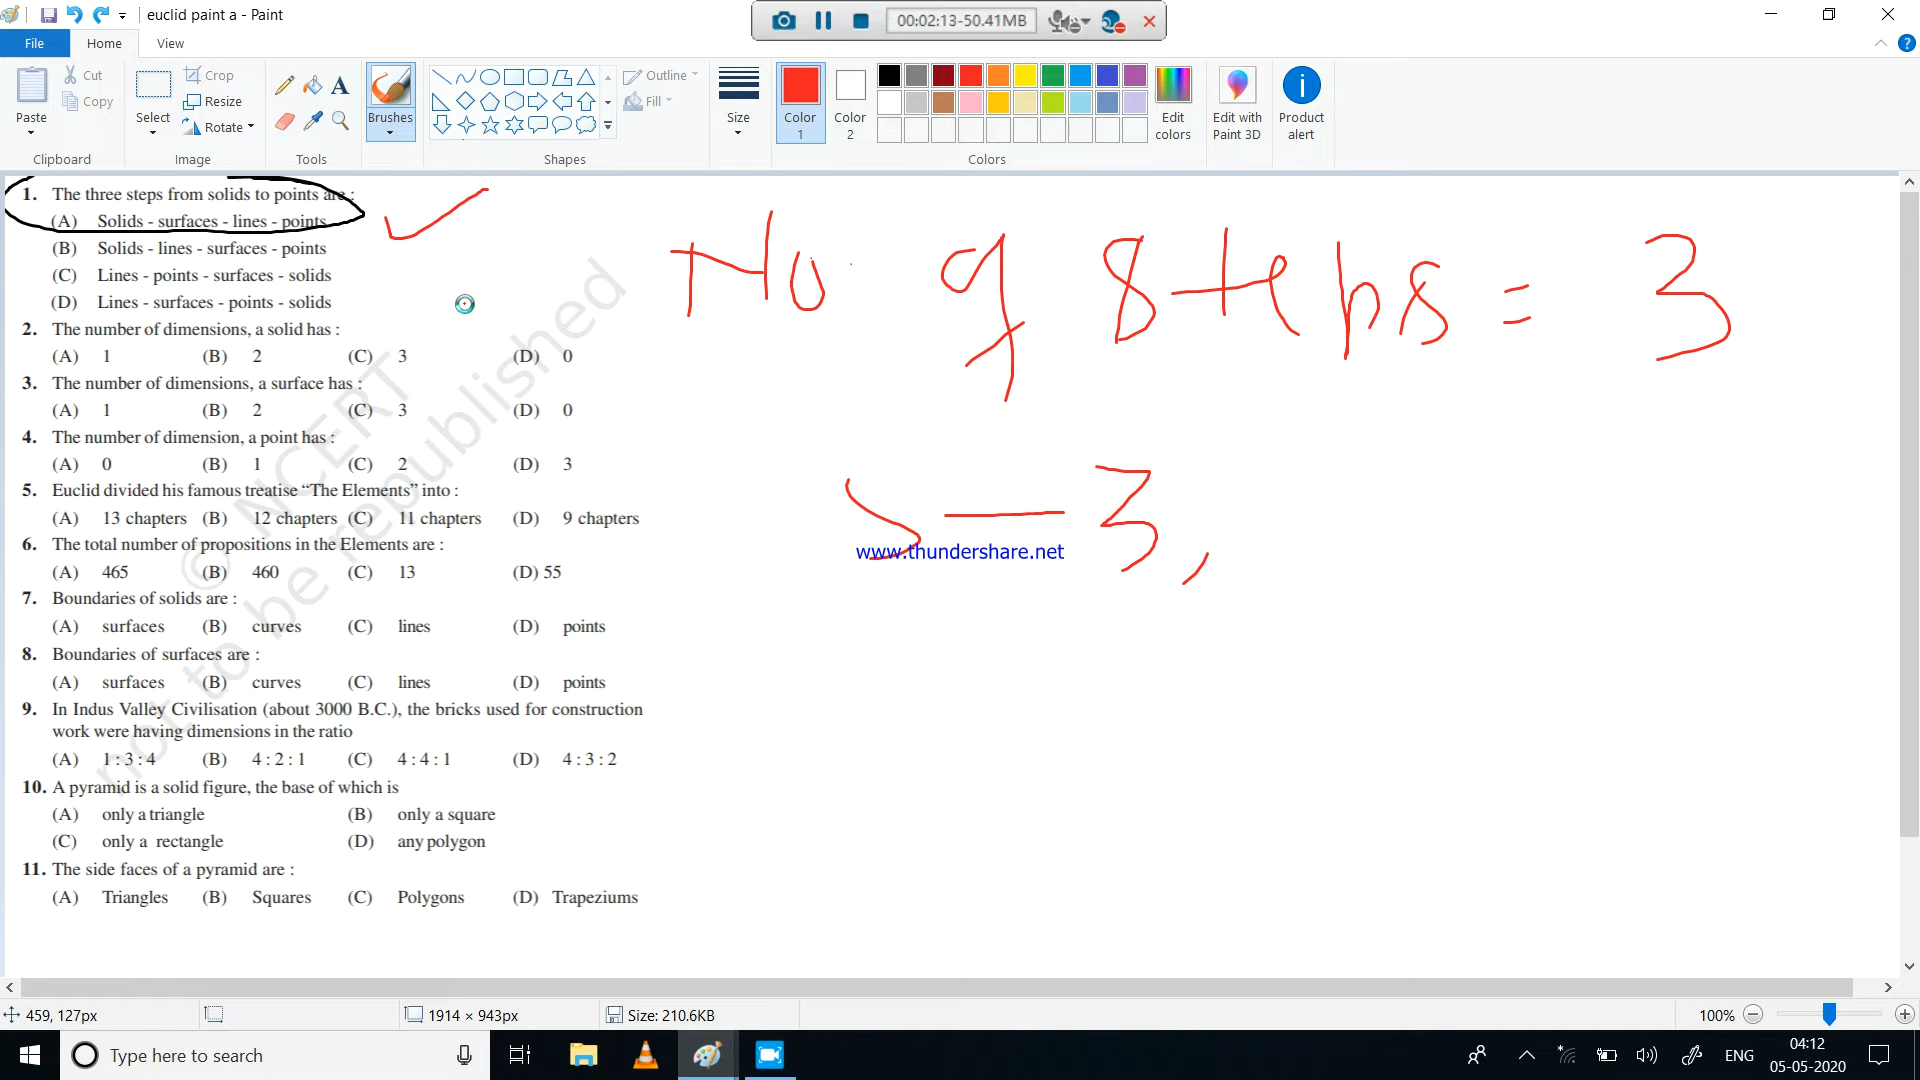 euclid paint a - Paint
00:02:13-50.41MB
File Home View
Cut
Copy
Paste
Clipboard
Crop
Resize
Rotate
Select
Image
Tools
Brushes
Outline
Fill
Shapes
Size
Color 1
Color 2
Edit colors
Edit with Paint 3D
Product alert
Colors
1. The three steps from solids to points are :
(A) Solids - surfaces - lines - points
(B) Solids - lines - surfaces - points
(C) Lines - points - surfaces - solids
(D) Lines - surfaces - points - solids
2. The number of dimensions, a solid has :
(A) 1 (B) 2 (C) 3 (D) 0
3. The number of dimensions, a surface has :
(A) 1 (B) 2 (C) 3 (D) 0
4. The number of dimension, a point has :
(A) 0 (B) 1 (C) 2 (D) 3
5. Euclid divided his famous treatise “The Elements” into :
(A) 13 chapters (B) 12 chapters (C) 11 chapters (D) 9 chapters
6. The total number of propositions in the Elements are :
(A) 465 (B) 460 (C) 13 (D) 55
7. Boundaries of solids are :
(A) surfaces (B) curves (C) lines (D) points
8. Boundaries of surfaces are :
(A) surfaces (B) curves (C) lines (D) points
9. In Indus Valley Civilisation (about 3000 B.C.), the bricks used for construction
work were having dimensions in the ratio
(A) 1 : 3 : 4 (B) 4 : 2 : 1 (C) 4 : 4 : 1 (D) 4 : 3 : 2
10. A pyramid is a solid figure, the base of which is
(A) only a triangle (B) only a square
(C) only a rectangle (D) any polygon
11. The side faces of a pyramid are :
(A) Triangles (B) Squares (C) Polygons (D) Trapeziums
© NCERT
not to be republished
No of steps = 3
S — 3,
www.thundershare.net
459, 127px
1914 × 943px
Size: 210.6KB
100%
Type here to search
ENG
04:12
05-05-2020